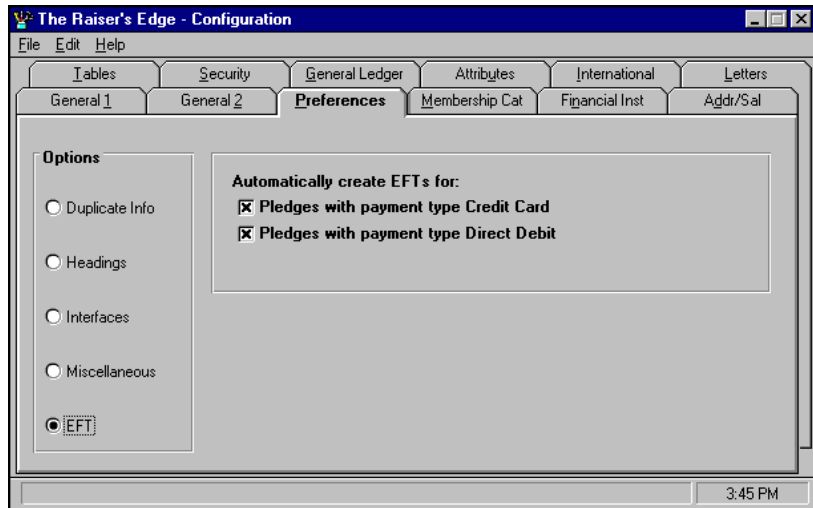 The Raiser's Edge - Configuration
File Edit Help
Tables Security General Ledger Attributes International Letters
General 1 General 2 Preferences Membership Cat Financial Inst Addr/Sal
Options
Duplicate Info
Headings
Interfaces
Miscellaneous
EFT
Automatically create EFTs for:
Pledges with payment type Credit Card
Pledges with payment type Direct Debit
3:45 PM